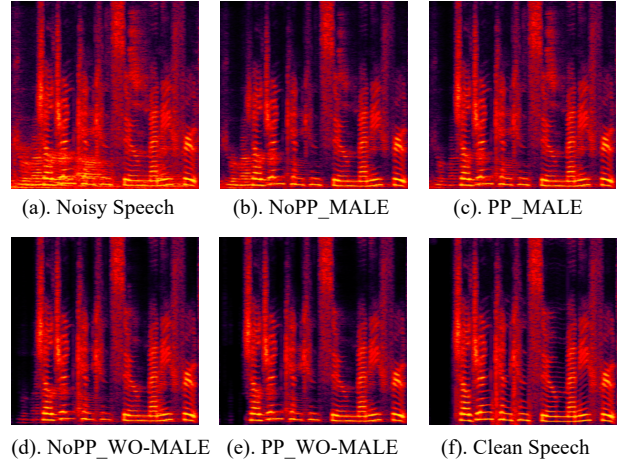 (a). Noisy Speech
(b). NoPP_MALE
(c). PP_MALE
(d). NoPP_WO-MALE
(e). PP_WO-MALE
(f). Clean Speech